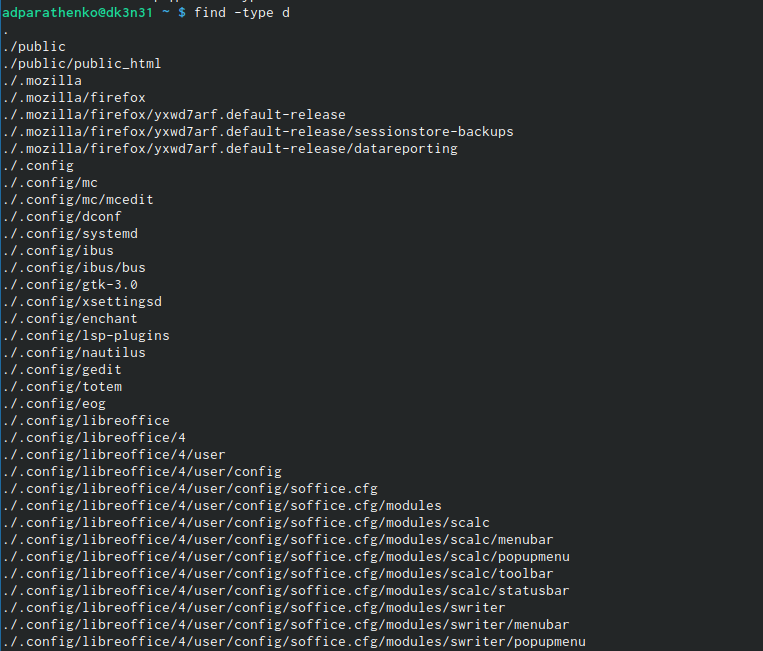 adparathenko@dk3n31 ~ $ find -type d
.
./public
./public/public_html
./.mozilla
./.mozilla/firefox
./.mozilla/firefox/yxwd7arf.default-release
./.mozilla/firefox/yxwd7arf.default-release/sessionstore-backups
./.mozilla/firefox/yxwd7arf.default-release/datareporting
./.config
./.config/mc
./.config/mc/mcedit
./.config/dconf
./.config/systemd
./.config/ibus
./.config/ibus/bus
./.config/gtk-3.0
./.config/xsettingsd
./.config/enchant
./.config/lsp-plugins
./.config/nautilus
./.config/gedit
./.config/totem
./.config/eog
./.config/libreoffice
./.config/libreoffice/4
./.config/libreoffice/4/user
./.config/libreoffice/4/user/config
./.config/libreoffice/4/user/config/soffice.cfg
./.config/libreoffice/4/user/config/soffice.cfg/modules
./.config/libreoffice/4/user/config/soffice.cfg/modules/scalc
./.config/libreoffice/4/user/config/soffice.cfg/modules/scalc/menubar
./.config/libreoffice/4/user/config/soffice.cfg/modules/scalc/popupmenu
./.config/libreoffice/4/user/config/soffice.cfg/modules/scalc/toolbar
./.config/libreoffice/4/user/config/soffice.cfg/modules/scalc/statusbar
./.config/libreoffice/4/user/config/soffice.cfg/modules/swriter
./.config/libreoffice/4/user/config/soffice.cfg/modules/swriter/menubar
./.config/libreoffice/4/user/config/soffice.cfg/modules/swriter/popupmenu